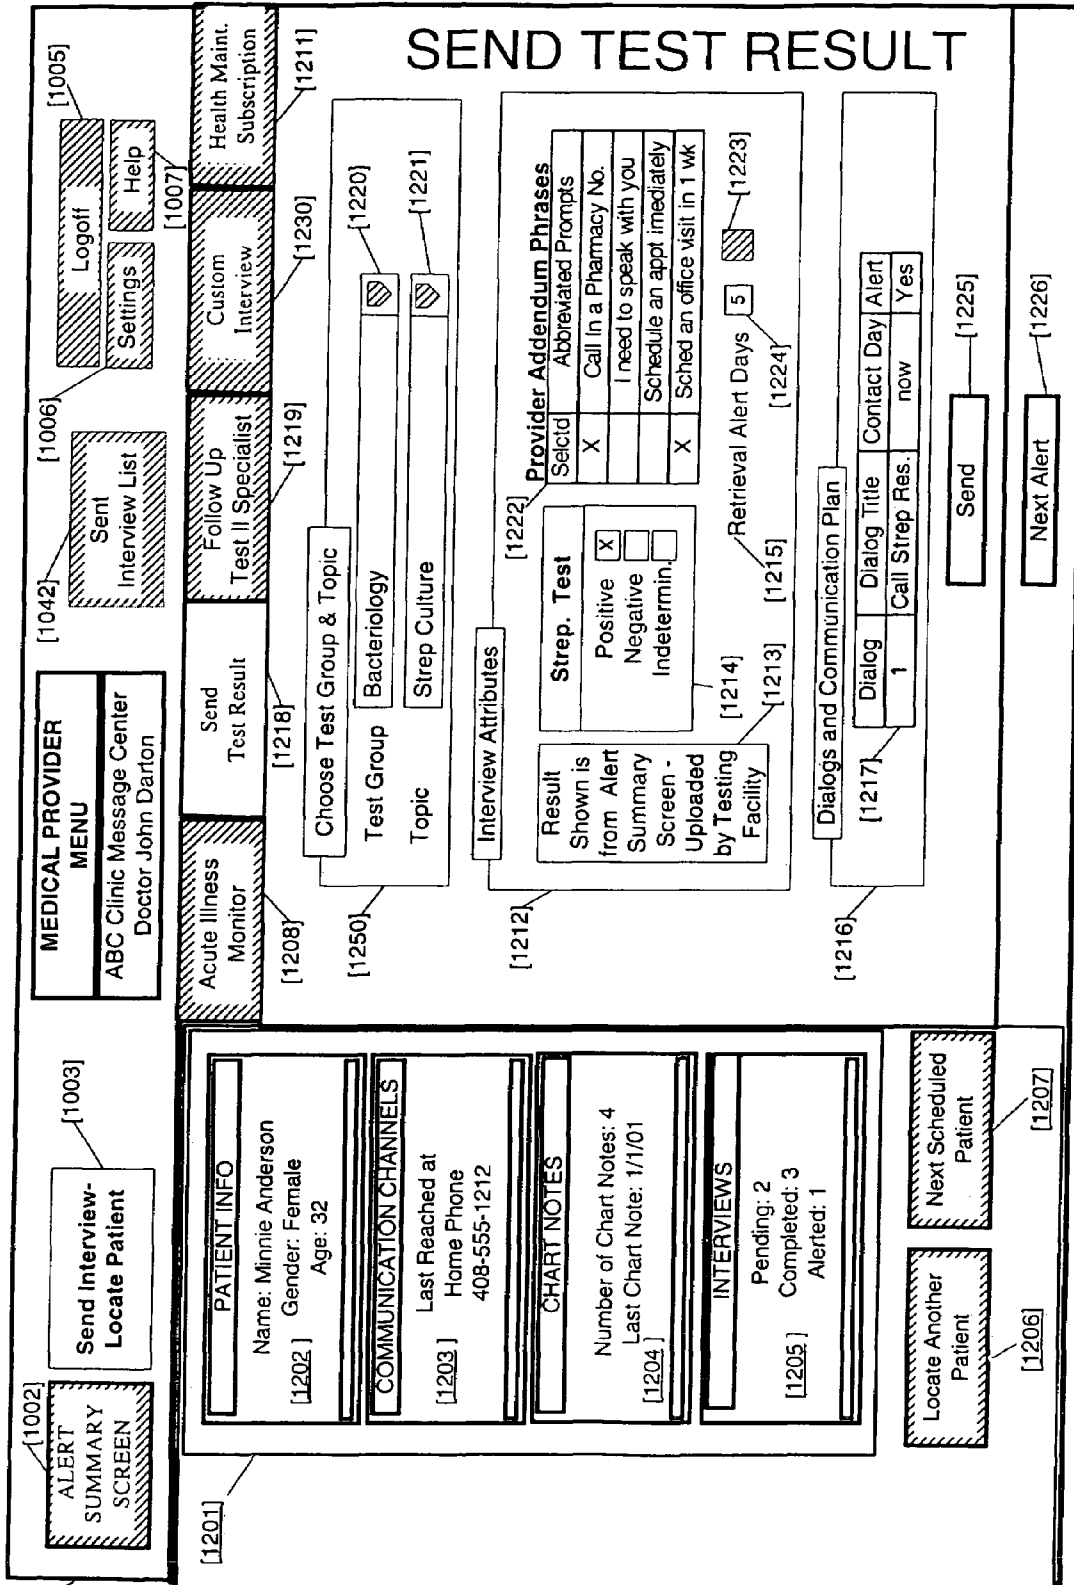 [1002]
ALERT
SUMMARY
SCREEN
Send Interview-
Locate Patient
[1003]
MEDICAL PROVIDER
MENU
ABC Clinic Message Center
Doctor John Darton
[1042]
Sent
Interview List
[1006]
Logoff
Settings
Help
[1005]
[1007]
Acute Illness
Monitor
[1208]
Send
Test Result
[1218]
Follow Up
Test II Specialist
[1219]
Custom
Interview
[1230]
Health Maint.
Subscription
[1211]
[1201]
PATIENT INFO
Name: Minnie Anderson
Gender: Female
Age: 32
[1202]
COMMUNICATION CHANNELS
Last Reached at
Home Phone
408-555-1212
[1203]
CHART NOTES
Number of Chart Notes: 4
Last Chart Note: 1/1/01
[1204]
INTERVIEWS
Pending: 2
Completed: 3
Alerted: 1
[1205]
Locate Another
Patient
[1206]
Next Scheduled
Patient
[1207]
SEND TEST RESULT
[1250]
Choose Test Group & Topic
Test Group
Bacteriology
[1220]
Topic
Strep Culture
[1221]
[1212]
Interview Attributes
Result
Shown is
from Alert
Summary
Screen -
Uploaded
by Testing
Facility
[1213]
Strep. Test
Positive X
Negative
Indetermin.
[1214]
[1222]
Provider Addendum Phrases
Selctd Abbreviated Prompts
X Call In a Pharmacy No.
I need to speak with you
Schedule an appt imediately
X Sched an office visit in 1 wk
Retrieval Alert Days 5
[1215]
[1224]
[1223]
[1216]
Dialogs and Communication Plan
[1217]
Dialog Dialog Title Contact Day Alert
1 Call Strep Res. now Yes
Send
[1225]
Next Alert
[1226]